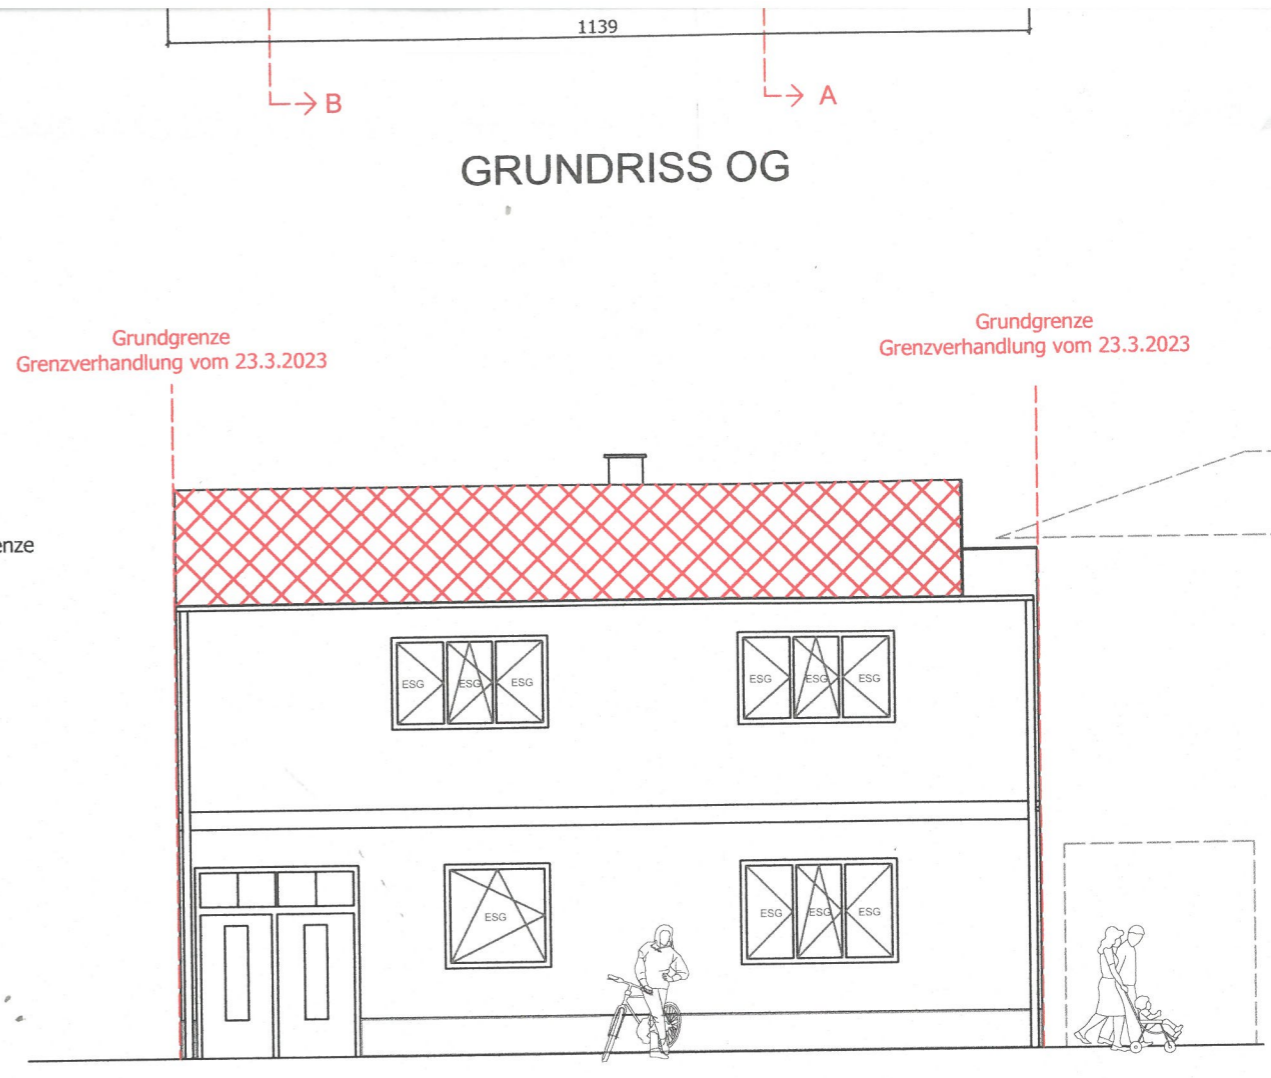 1139
B
A
GRUNDRISS OG
Grundgrenze
Grenzverhandlung vom 23.3.2023
Grundgrenze
Grenzverhandlung vom 23.3.2023
enze
ESG ESG ESG
ESG ESG ESG
ESG
ESG ESG ESG